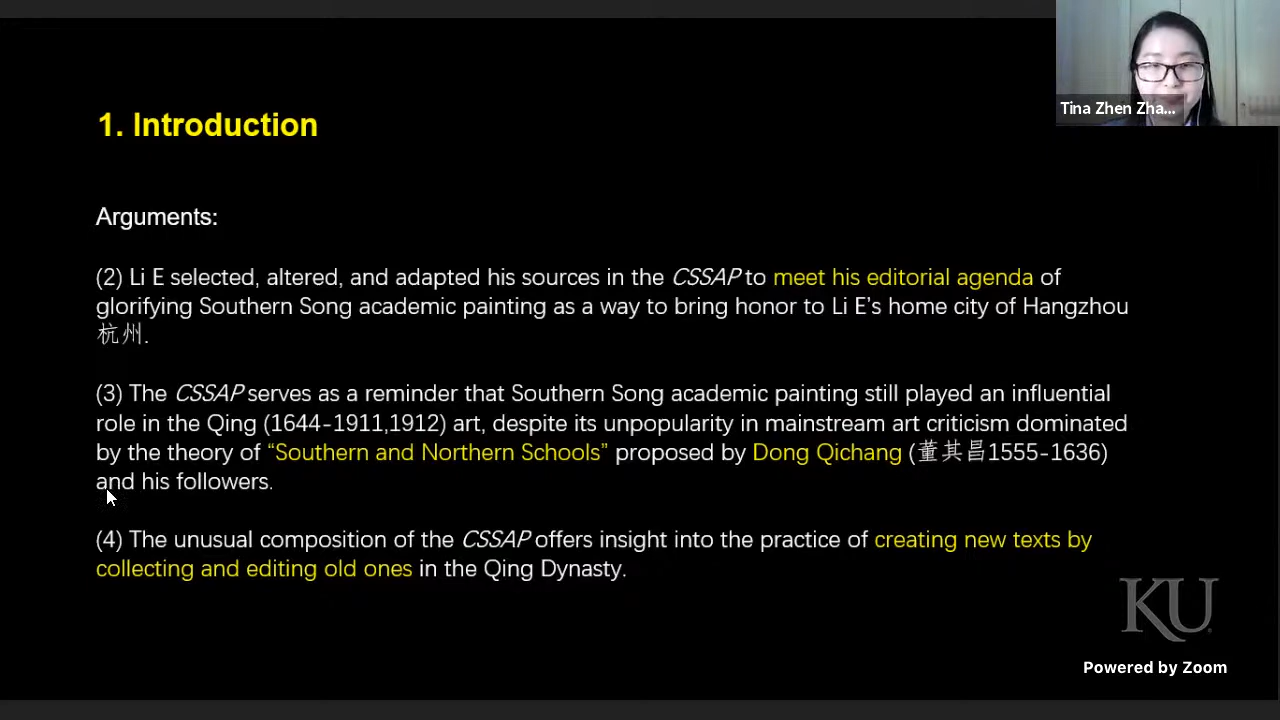 Tina Zhen Zha...
1. Introduction
Arguments:
(2) Li E selected, altered, and adapted his sources in the CSSAP to meet his editorial agenda of
glorifying Southern Song academic painting as a way to bring honor to Li E’s home city of Hangzhou
杭州.
(3) The CSSAP serves as a reminder that Southern Song academic painting still played an influential
role in the Qing (1644-1911,1912) art, despite its unpopularity in mainstream art criticism dominated
by the theory of “Southern and Northern Schools” proposed by Dong Qichang (董其昌1555-1636)
and his followers.
(4) The unusual composition of the CSSAP offers insight into the practice of creating new texts by
collecting and editing old ones in the Qing Dynasty.
KU
Powered by Zoom